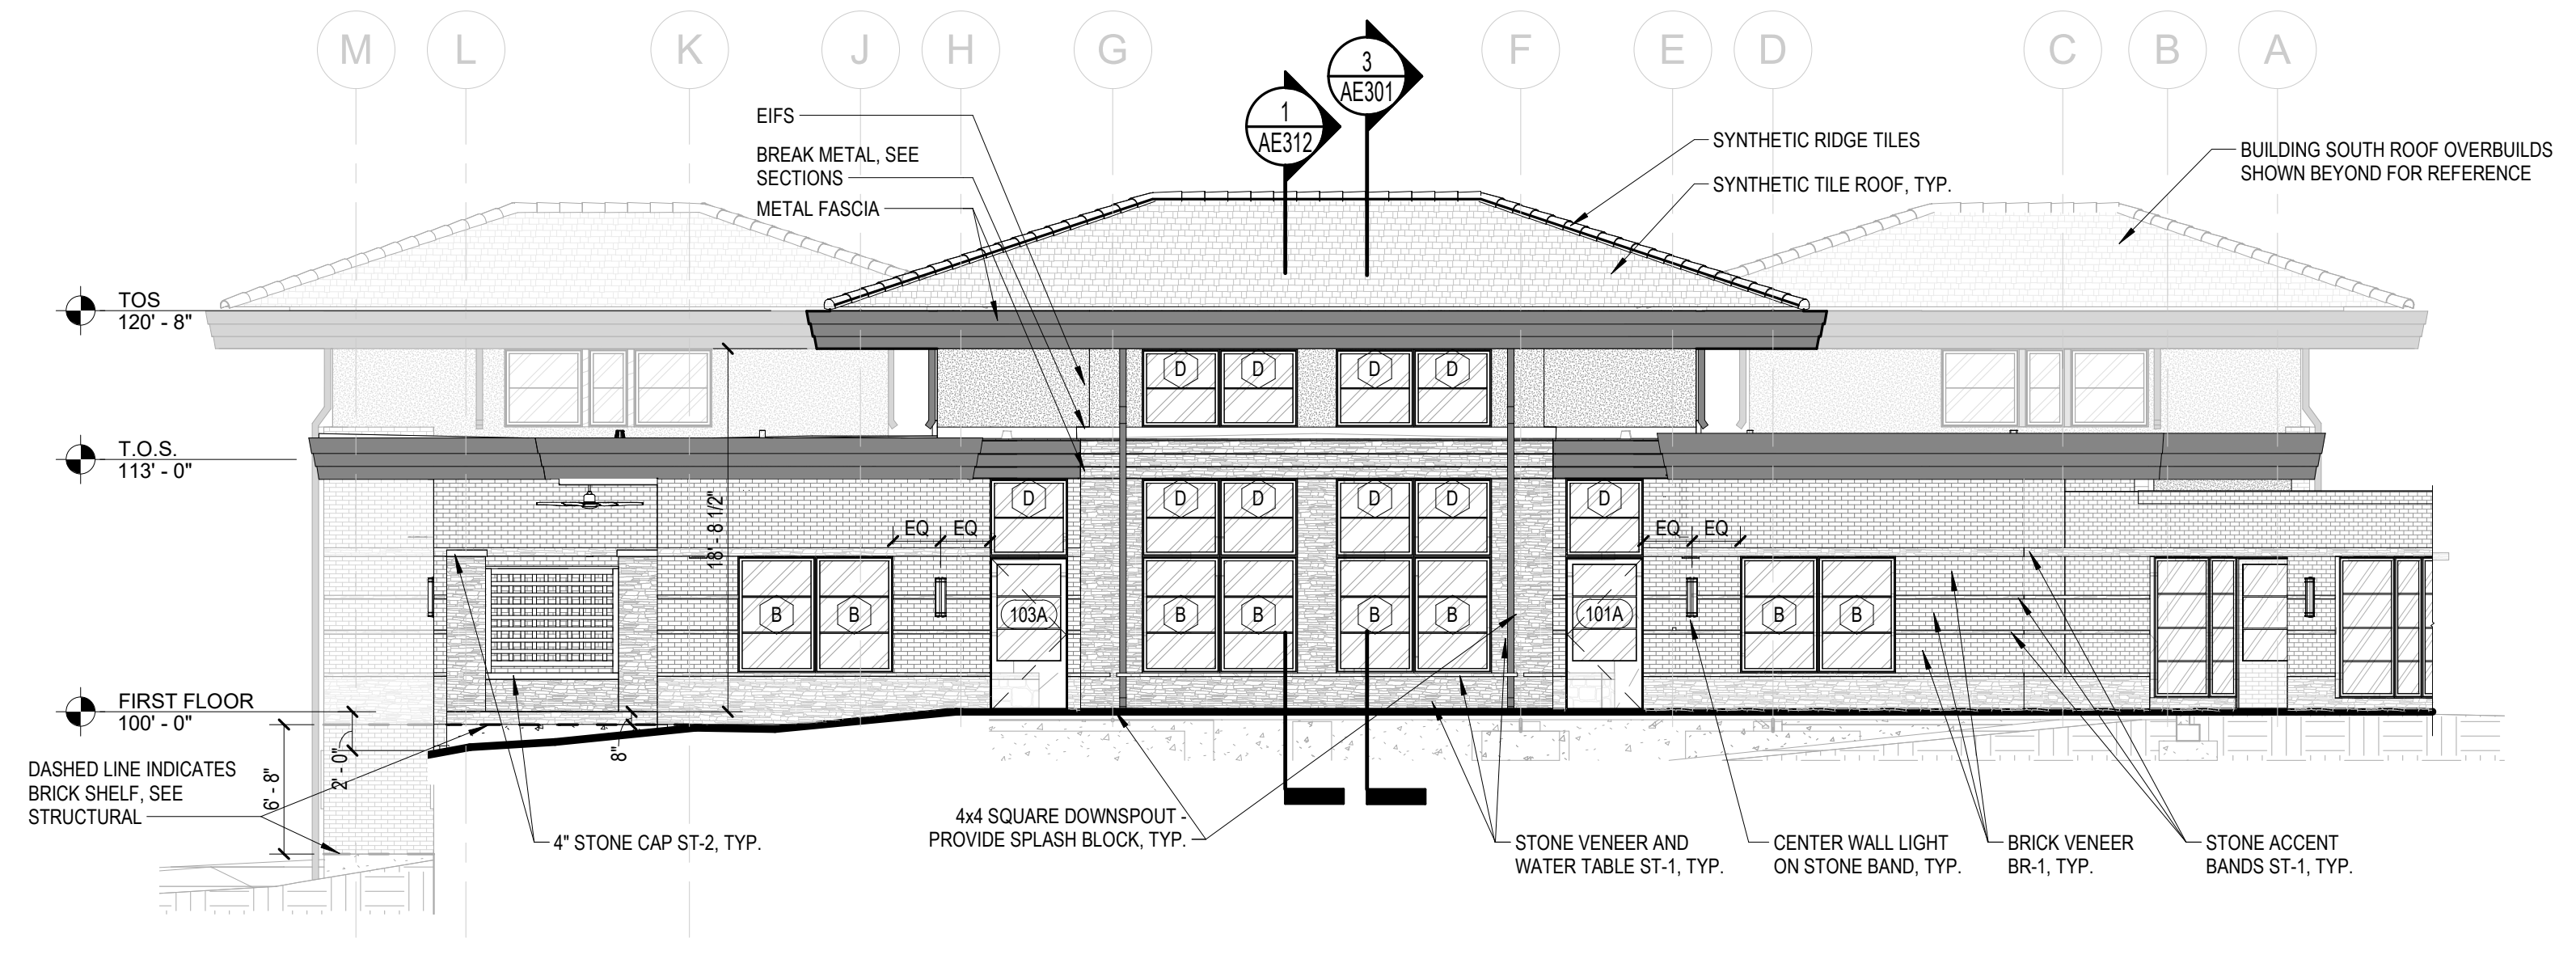 M L K J H G F E D C B A
3
AE301
1
AE312
EIFS
BREAK METAL, SEE
SECTIONS
METAL FASCIA
SYNTHETIC RIDGE TILES
SYNTHETIC TILE ROOF, TYP.
BUILDING SOUTH ROOF OVERBUILDS
SHOWN BEYOND FOR REFERENCE
TOS
120' - 8"
T.O.S.
113' - 0"
FIRST FLOOR
100' - 0"
D D D D
D D D D D D
18' - 8 1/2"
EQ EQ
EQ EQ
B B 103A B B B B 101A B B
8"
2' - 0"
6' - 8"
DASHED LINE INDICATES
BRICK SHELF, SEE
STRUCTURAL
4" STONE CAP ST-2, TYP.
4x4 SQUARE DOWNSPOUT -
PROVIDE SPLASH BLOCK, TYP.
STONE VENEER AND
WATER TABLE ST-1, TYP.
CENTER WALL LIGHT
ON STONE BAND, TYP.
BRICK VENEER
BR-1, TYP.
STONE ACCENT
BANDS ST-1, TYP.